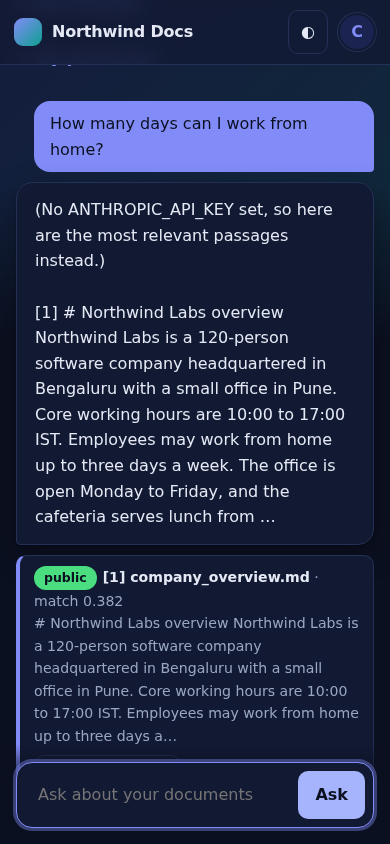 Northwind Docs
C
How many days can I work from
home?
(No ANTHROPIC_API_KEY set, so here
are the most relevant passages
instead.)
[1] # Northwind Labs overview
Northwind Labs is a 120-person
software company headquartered in
Bengaluru with a small office in Pune.
Core working hours are 10:00 to 17:00
IST. Employees may work from home
up to three days a week. The office is
open Monday to Friday, and the
cafeteria serves lunch from …
public [1] company_overview.md ·
match 0.382
# Northwind Labs overview Northwind Labs is
a 120-person software company
headquartered in Bengaluru with a small
office in Pune. Core working hours are 10:00
to 17:00 IST. Employees may work from home
up to three days a…
Ask about your documents Ask